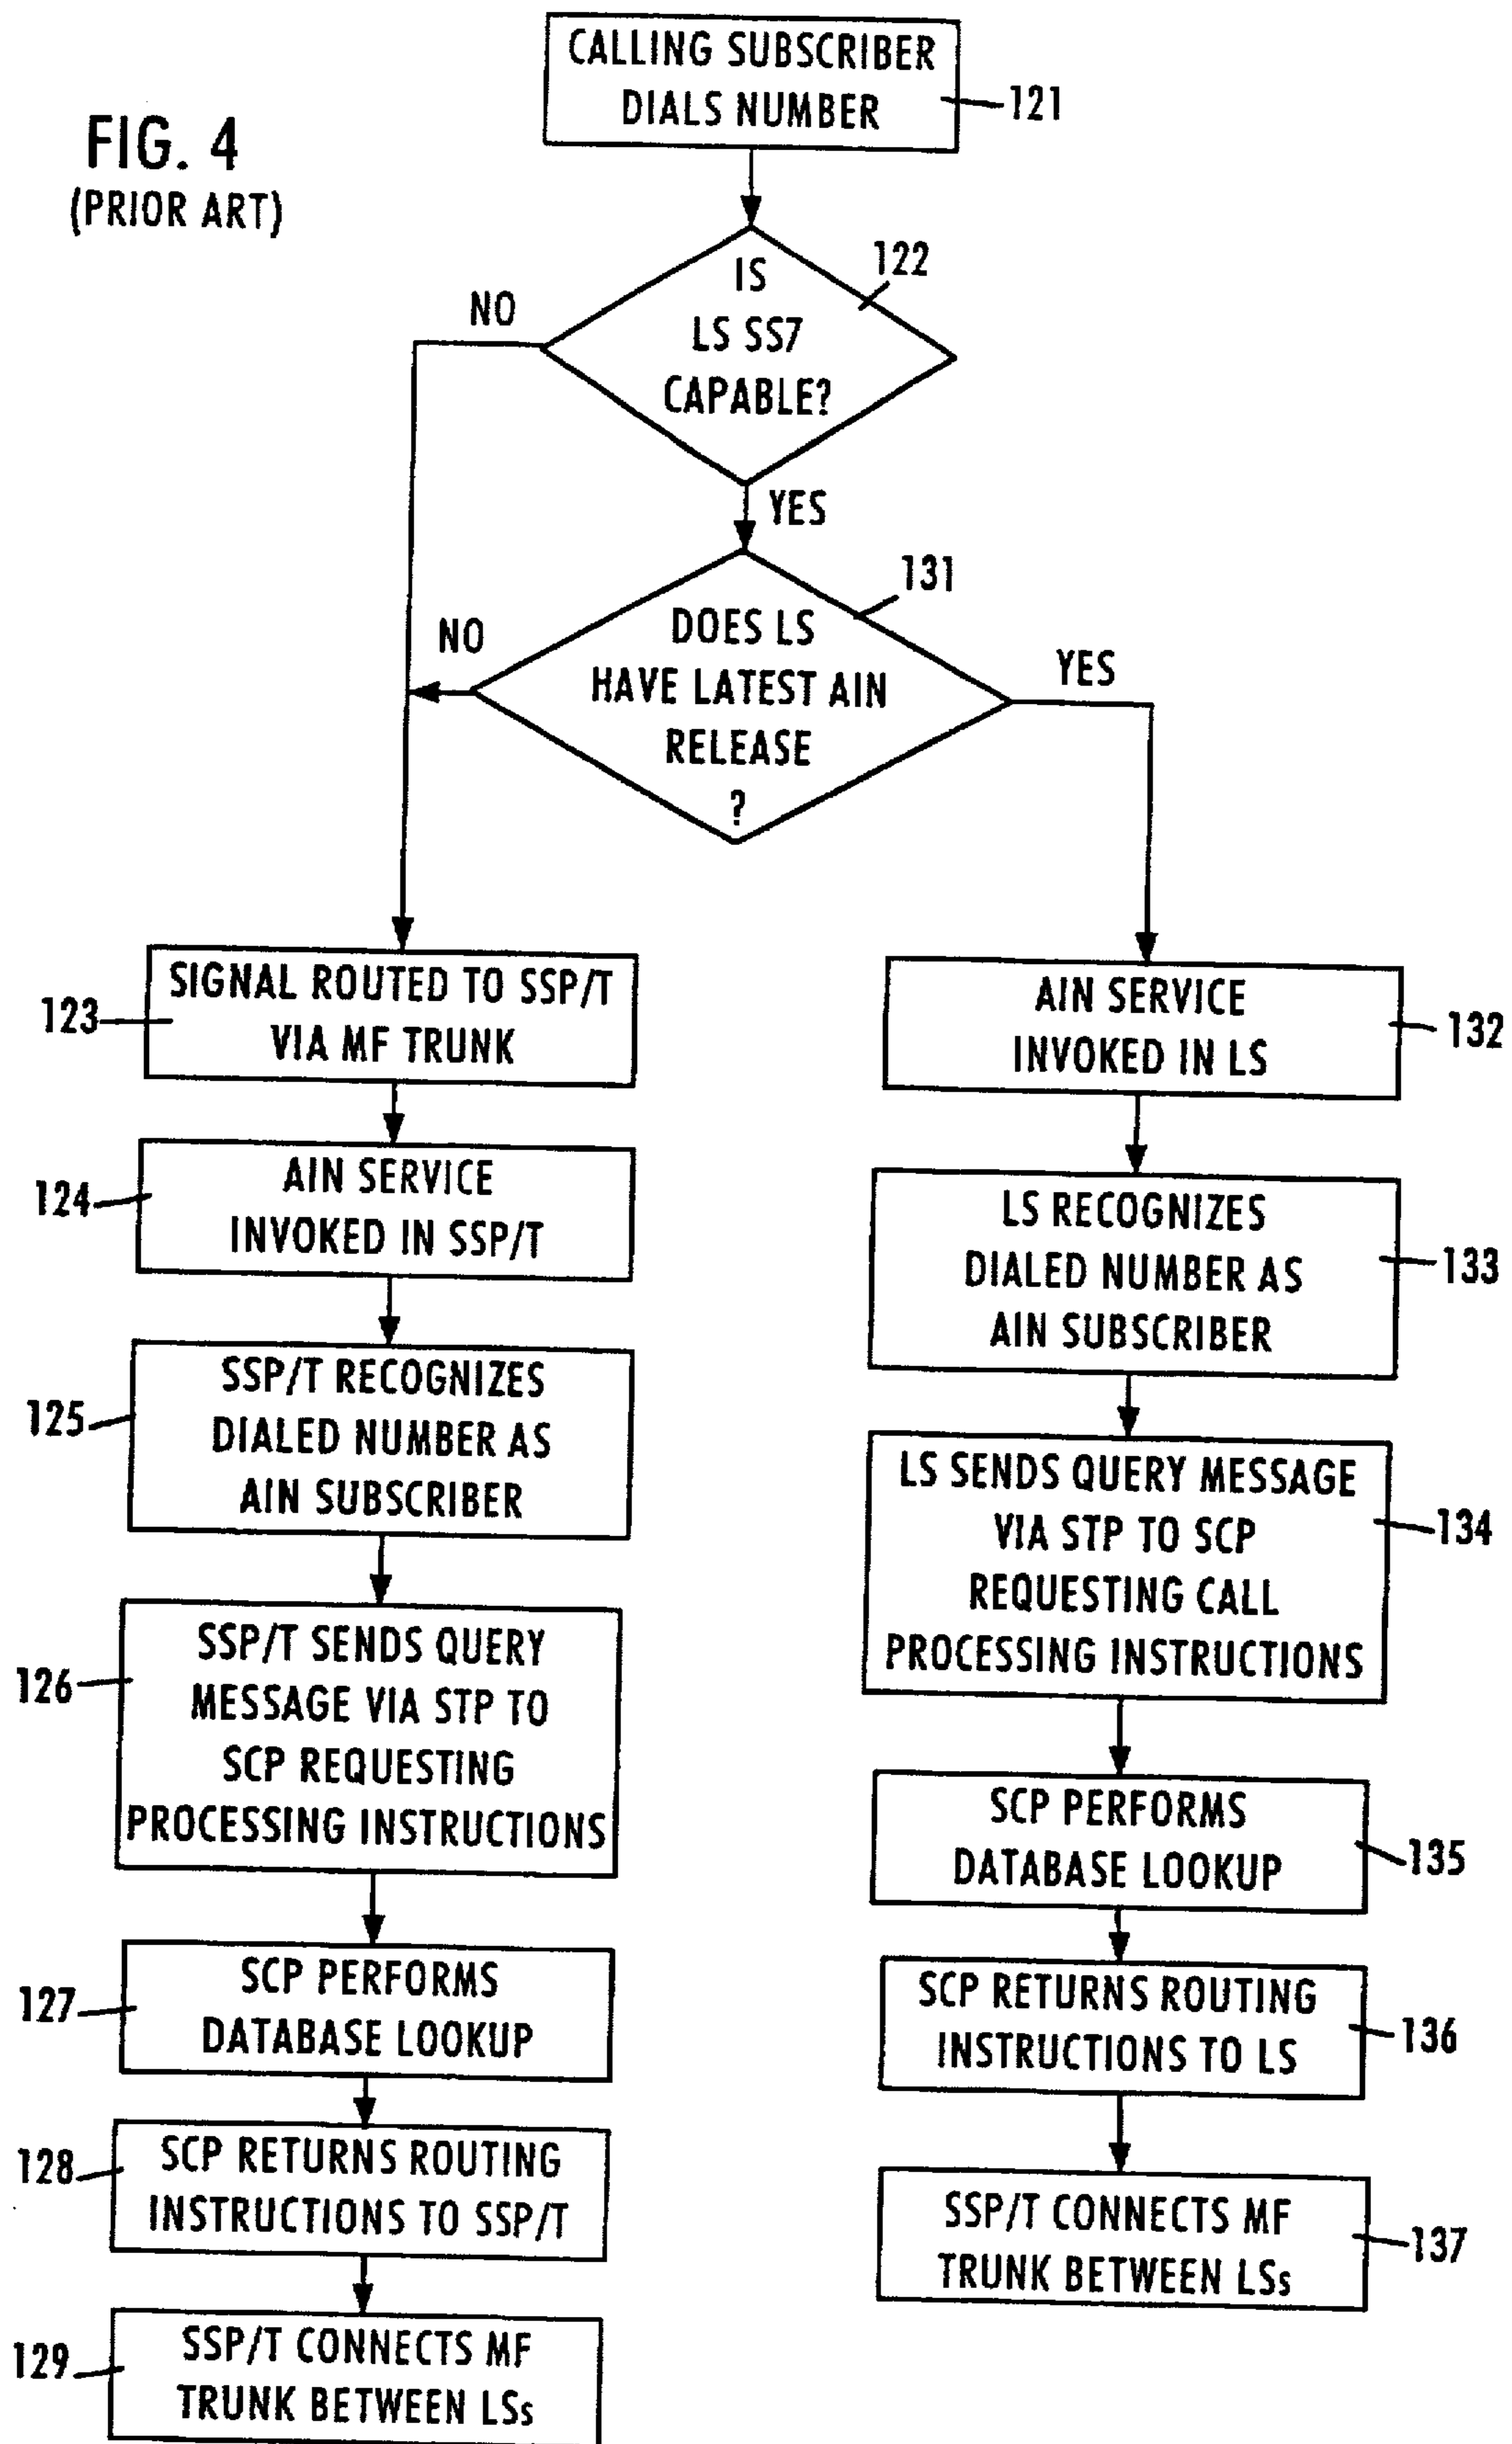 FIG. 4
(PRIOR ART)
CALLING SUBSCRIBER
DIALS NUMBER
121
IS
LS SS7
CAPABLE?
122
NO
YES
DOES LS
HAVE LATEST AIN
RELEASE
?
131
NO
YES
SIGNAL ROUTED TO SSP/T
VIA MF TRUNK
123
AIN SERVICE
INVOKED IN SSP/T
124
SSP/T RECOGNIZES
DIALED NUMBER AS
AIN SUBSCRIBER
125
SSP/T SENDS QUERY
MESSAGE VIA STP TO
SCP REQUESTING
PROCESSING INSTRUCTIONS
126
SCP PERFORMS
DATABASE LOOKUP
127
SCP RETURNS ROUTING
INSTRUCTIONS TO SSP/T
128
SSP/T CONNECTS MF
TRUNK BETWEEN LSs
129
AIN SERVICE
INVOKED IN LS
132
LS RECOGNIZES
DIALED NUMBER AS
AIN SUBSCRIBER
133
LS SENDS QUERY MESSAGE
VIA STP TO SCP
REQUESTING CALL
PROCESSING INSTRUCTIONS
134
SCP PERFORMS
DATABASE LOOKUP
135
SCP RETURNS ROUTING
INSTRUCTIONS TO LS
136
SSP/T CONNECTS MF
TRUNK BETWEEN LSs
137